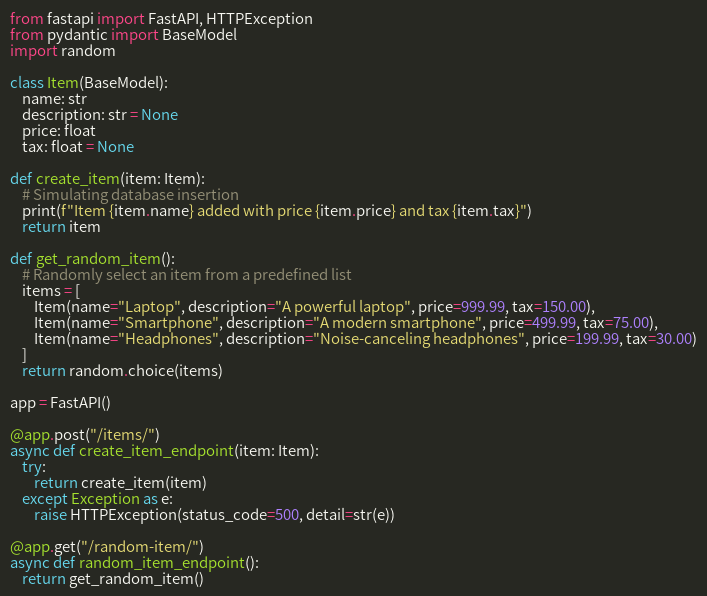 from fastapi import FastAPI, HTTPException
from pydantic import BaseModel
import random

class Item(BaseModel):
    name: str
    description: str = None
    price: float
    tax: float = None

def create_item(item: Item):
    # Simulating database insertion
    print(f"Item {item.name} added with price {item.price} and tax {item.tax}")
    return item

def get_random_item():
    # Randomly select an item from a predefined list
    items = [
        Item(name="Laptop", description="A powerful laptop", price=999.99, tax=150.00),
        Item(name="Smartphone", description="A modern smartphone", price=499.99, tax=75.00),
        Item(name="Headphones", description="Noise-canceling headphones", price=199.99, tax=30.00)
    ]
    return random.choice(items)

app = FastAPI()

@app.post("/items/")
async def create_item_endpoint(item: Item):
    try:
        return create_item(item)
    except Exception as e:
        raise HTTPException(status_code=500, detail=str(e))

@app.get("/random-item/")
async def random_item_endpoint():
    return get_random_item()